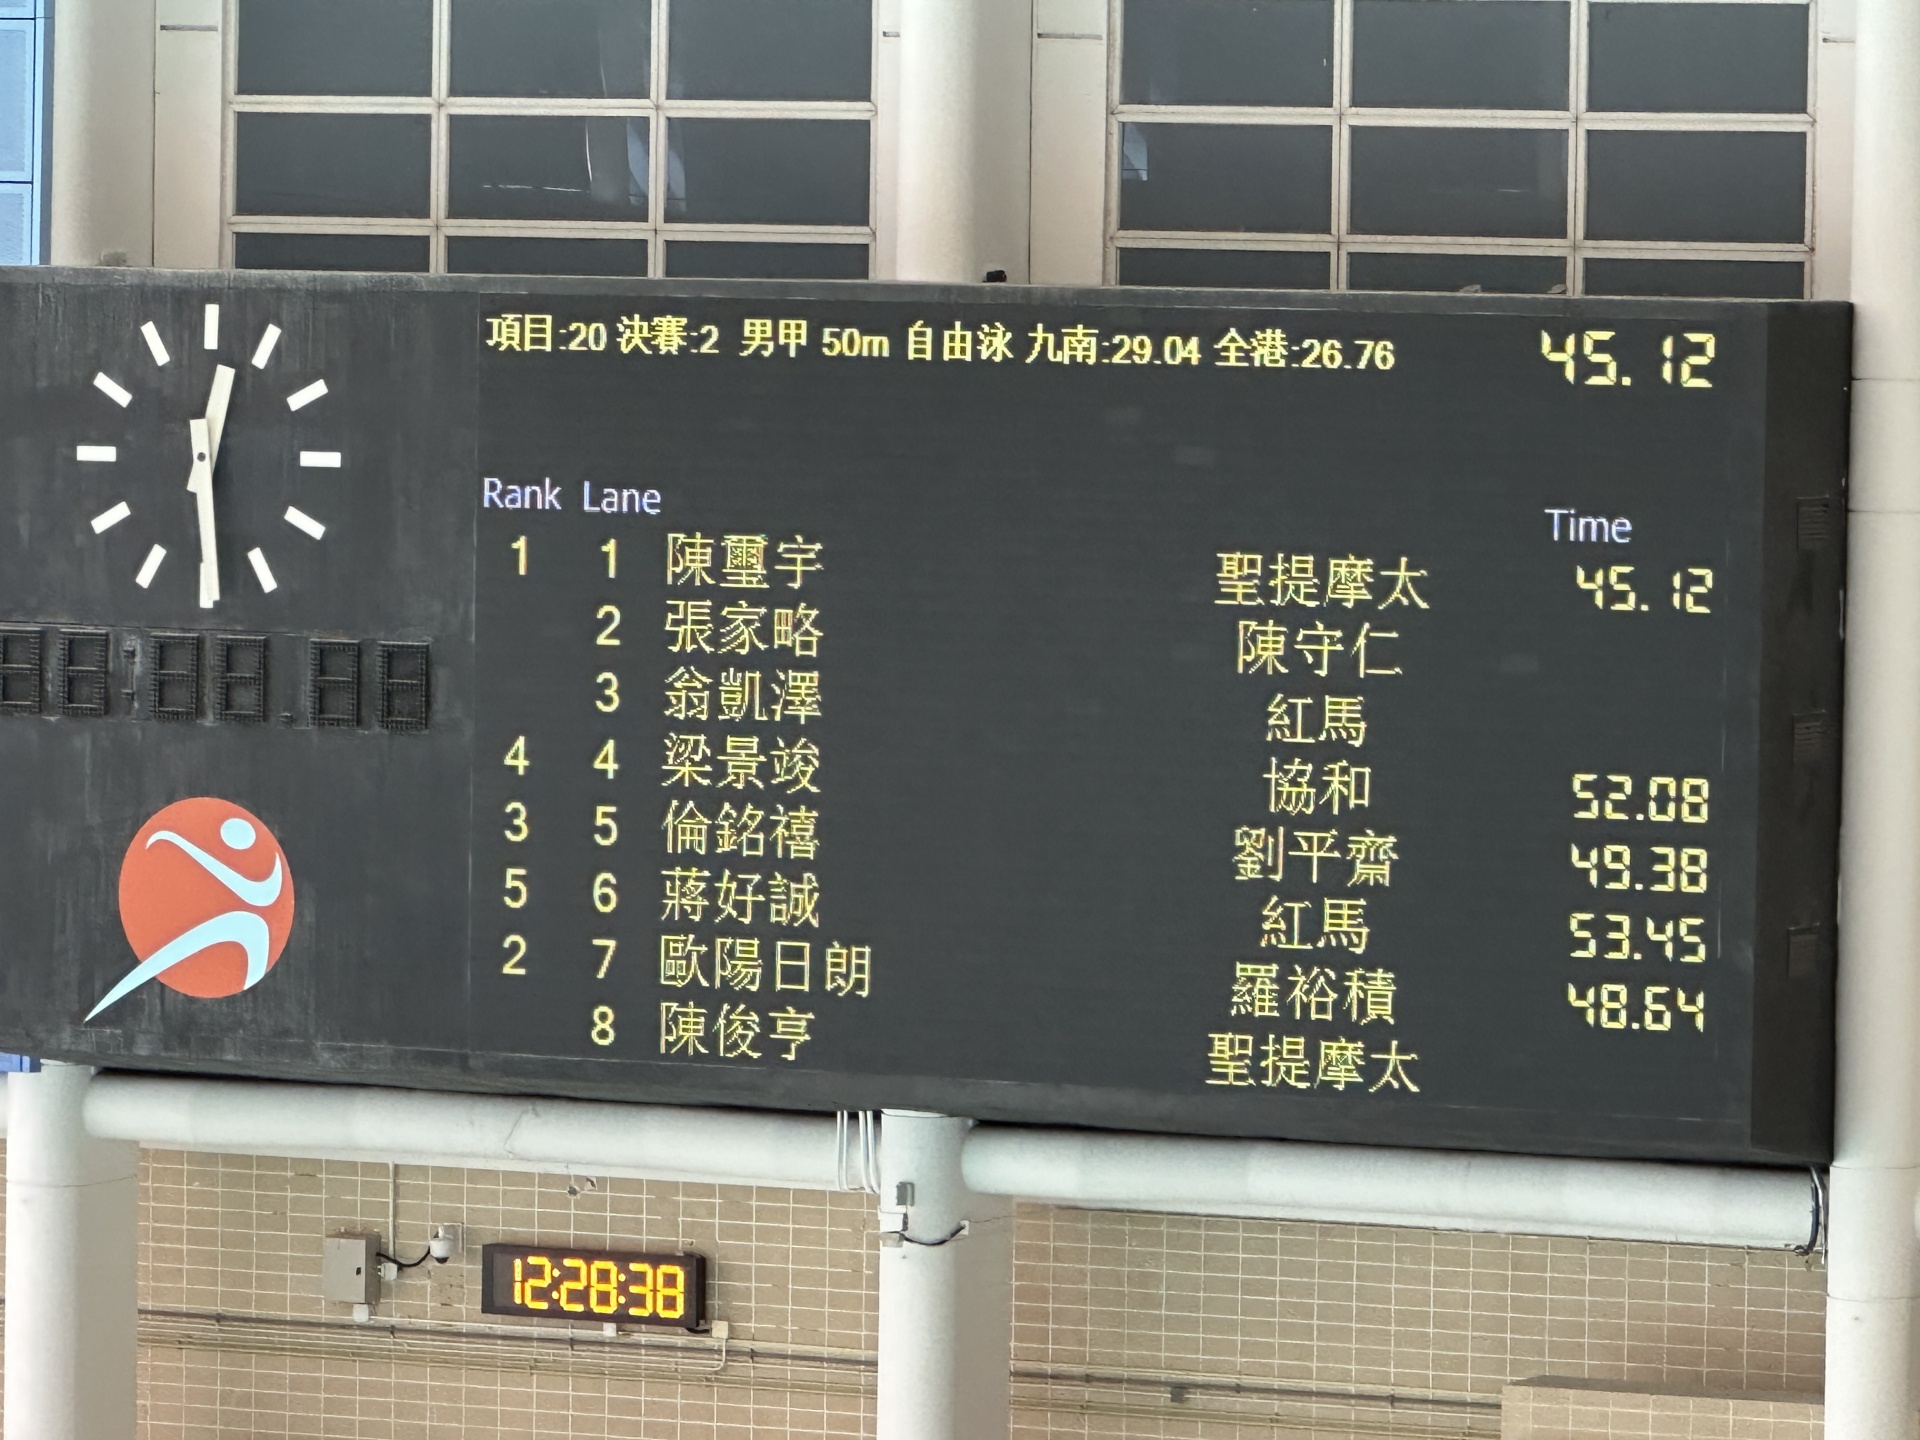 項目:20 決賽:2 男甲 50m 自由泳 九南:29.04 全港:26.76 45.12
Rank Lane Time
1 1 陳璽宇 聖提摩太 45.12
2 張家略 陳守仁
3 翁凱澤 紅馬
4 4 梁景竣 協和 52.08
3 5 倫銘禧 劉平齋 49.38
5 6 蔣好誠 紅馬 53.45
2 7 歐陽日朗 羅裕積 48.64
8 陳俊亨 聖提摩太
12:28:38